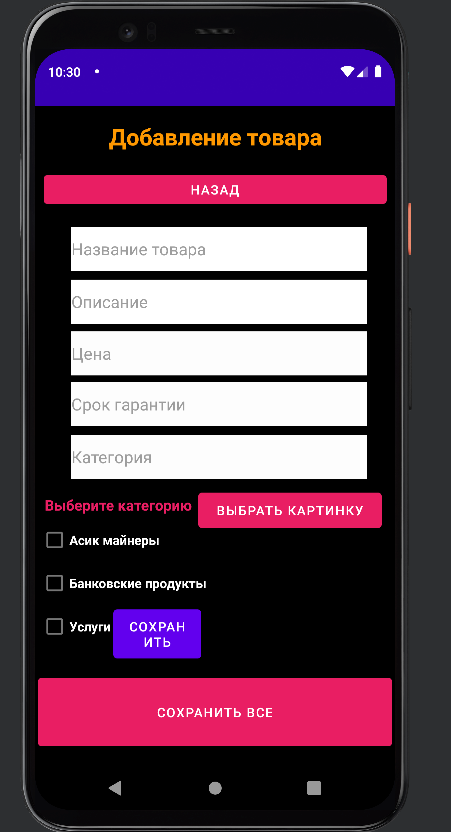 10:30
Добавление товара
НАЗАД
Название товара
Описание
Цена
Срок гарантии
Категория
Выберите категорию
ВЫБРАТЬ КАРТИНКУ
Асик майнеры
Банковские продукты
Услуги
СОХРАН
ИТЬ
СОХРАНИТЬ ВСЕ